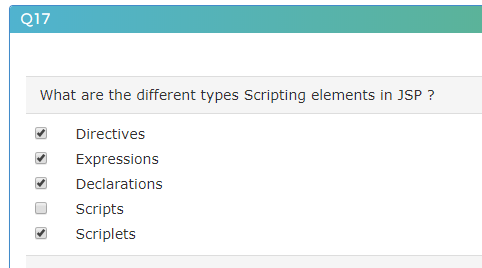 Q17
What are the different types Scripting elements in JSP ?
Directives
Expressions
Declarations
Scripts
Scriplets